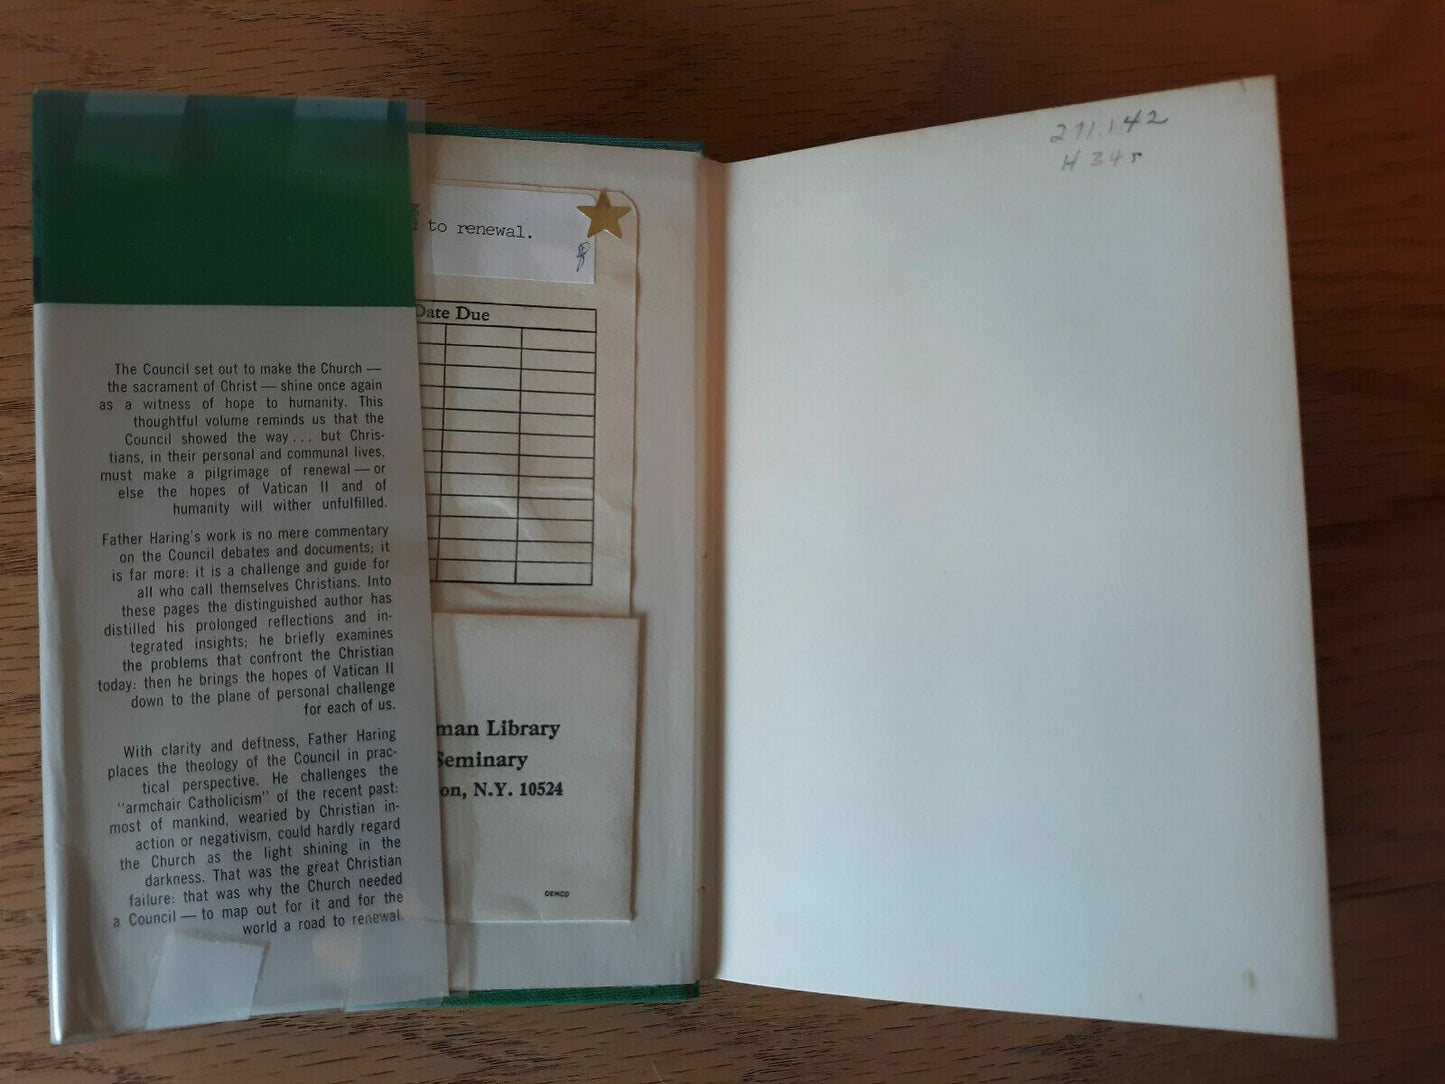 The Council set out to make the Church —
the sacrament of Christ — shine once again
as a witness of hope to humanity. This
thoughtful volume reminds us that the
Council showed the way... but Chris-
tians, in their personal and communal lives,
must make a pilgrimage of renewal — or
else the hopes of Vatican II and of
humanity will wither unfulfilled.
Father Haring's work is no mere commentary
on the Council debates and documents; it
is far more: it is a challenge and guide for
all who call themselves Christians. Into
these pages the distinguished author has
distilled his prolonged reflections and in-
tegrated insights; he briefly examines
the problems that confront the Christian
today: then he brings the hopes of Vatican II
down to the plane of personal challenge
for each of us.
With clarity and deftness, Father Haring
places the theology of the Council in prac-
tical perspective. He challenges the
"armchair Catholicism" of the recent past:
most of mankind, wearied by Christian in-
action or negativism, could hardly regard
the Church as the light shining in the
darkness. That was the great Christian
failure: that was why the Church needed
a Council — to map out for it and for the
world a road to renewal.
to renewal.
Date Due
man Library
Seminary
on, N.Y. 10524
DEMCO
271.142
H 34r